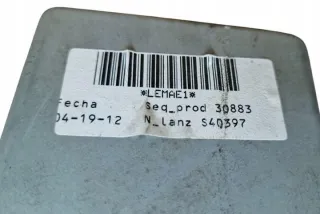 *LEMAE1*
fecha Seq_prod 30883
04-19-12 N_lanz S40397